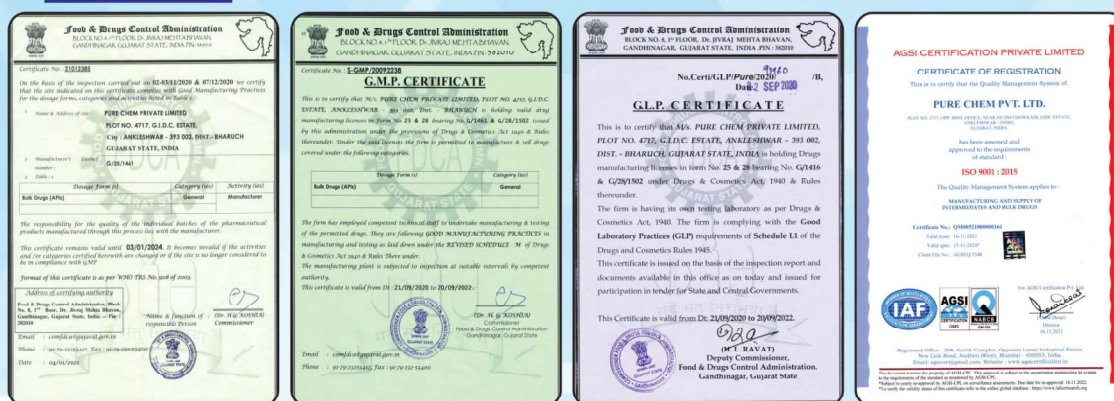 Food & Drugs Control Administration
BLOCK NO. 8, 1st FLOOR, Dr. JIVRAJ MEHTA BHAVAN,
GANDHINAGAR, GUJARAT STATE, INDIA. PIN: 382010
Certificate No : 21012385
On the basis of the inspection carried out on 02-03/11/2020 & 07/12/2020 we certify
that the site indicated on this certificate complies with Good Manufacturing Practices
for the dosage forms, categories and activities listed in Table 1.
1 Name & Address of site: PURE CHEM PRIVATE LIMITED
PLOT NO. 4717, G.I.D.C. ESTATE,
City : ANKLESHWAR - 393 002, DIST.- BHARUCH
GUJARAT STATE, INDIA
2 Manufacturer's Licence
number : G/28/1461
3 Table : 1
Dosage Form (s) Category (ies) Activity (ies)
Bulk Drugs (APIs) General Manufacturer
The responsibility for the quality of the individual batches of the pharmaceutical
products manufactured through this process lies with the manufacturer.
This certificate remains valid until 03/01/2024. It becomes invalid if the activities
and /or categories certified herewith are changed or if the site is no longer considered to
be in compliance with GMP
Format of this certificate is as per WHO TRS No. 908 of 2003.
Address of certifying authority
Food & Drugs Control Administration, Block
No. 8, 1st floor, Dr. Jivraj Mehta Bhavan,
Gandhinagar, Gujarat State, India. – Pin :
382010
Name & function of :
responsible Person
(Dr. H. G. KOSHIA)
Commissioner
Email : comfdca@gujarat.gov.in
Date : 04/01/2021
Food & Drugs Control Administration
BLOCK NO. 8, 1st FLOOR, Dr. JIVRAJ MEHTA BHAVAN,
GANDHINAGAR, GUJARAT STATE, INDIA. PIN: 382010
Certificate No : S-GMP/20092238
G.M.P. CERTIFICATE
This is to certify that M/s. PURE CHEM PRIVATE LIMITED, PLOT NO. 4717, G.I.D.C.
ESTATE, ANKLESHWAR - 393 002, Dist. - BHARUCH is holding valid drug
manufacturing licenses in form No. 25 & 28 bearing No. G/1461 & G/28/1502 issued
by this administration under the provisions of Drugs & Cosmetics Act 1940 & Rules
thereunder. Under the said licenses the firm is permitted to manufacture & sell drugs
covered under the following categories.
Dosage Form (s) Category (ies)
Bulk Drugs (APIs) General
The firm has employed competent technical staff to undertake manufacturing & testing
of the permitted drugs. They are following GOOD MANUFACTURING PRACTICES in
manufacturing and testing as laid down under the REVISED SCHEDULE - M of Drugs
& Cosmetics Act 1940 & Rules There under.
The manufacturing plant is subjected to inspection at suitable intervals by competent
authority.
This certificate is valid from Dt : 21/09/2020 to 20/09/2022.
(Dr. H. G. KOSHIA)
Commissioner
Food & Drugs Control Administration
Gandhinagar, Gujarat State
Email : comfdca@gujarat.gov.in
Food & Drugs Control Administration
BLOCK NO. 8, 1st FLOOR, Dr. JIVRAJ MEHTA BHAVAN,
GANDHINAGAR, GUJARAT STATE, INDIA .PIN : 382010
No.Certi/GLP/Pure/2020/ /B,
22 SEP 2020
G.L.P. CERTIFICATE
This is to certify that M/s. PURE CHEM PRIVATE LIMITED,
PLOT NO. 4717, G.I.D.C. ESTATE, ANKLESHWAR - 393 002,
DIST. - BHARUCH, GUJARAT STATE, INDIA is holding Drugs
manufacturing licenses in form No. 25 & 28 bearing No. G/1416
& G/28/1502 under Drugs & Cosmetics Act, 1940 & Rules
thereunder.
The firm is having its own testing laboratory as per Drugs &
Cosmetics Act, 1940. The firm is complying with the Good
Laboratory Practices (GLP) requirements of Schedule L1 of the
Drugs and Cosmetics Rules 1945.
This certificate is issued on the basis of the inspection report and
documents available in this office as on today and issued for
participation in tender for State and Central Governments.
This Certificate is valid from Dt: 21/09/2020 to 20/09/2022.
(M T RAVAT)
Deputy Commissioner,
Food & Drugs Control Administration.
Gandhinagar, Gujarat State
AGSI CERTIFICATION PRIVATE LIMITED
CERTIFICATE OF REGISTRATION
This is to certify that the Quality Management System of:
PURE CHEM PVT. LTD.
has been assessed and
approved to the requirements
of standard :
ISO 9001 : 2015
The Quality Management System applies to :
MANUFACTURING AND SUPPLY OF
INTERMEDIATES AND BULK DRUGS
Certificate No.: QM00521000000161
Valid from: 16-11-2021
Valid upto: 15-11-2024*
For AGSI Certification Pvt. Ltd.
IAF
AGSI
CERTIFICATION
NABCB
Director
16.11.2021